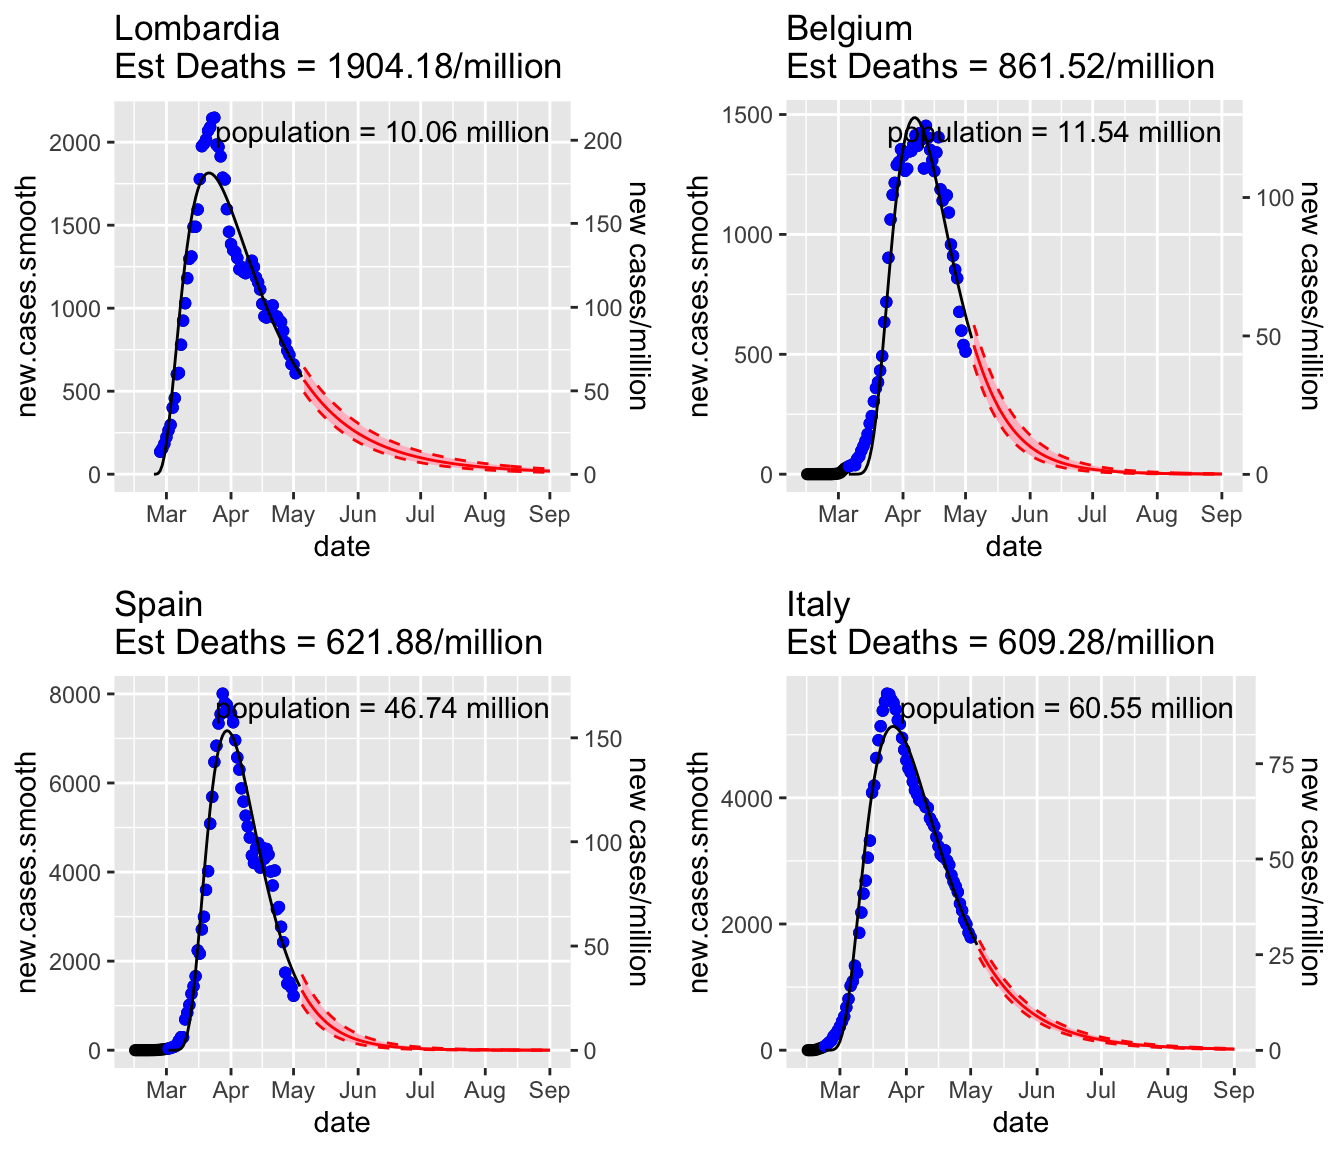 Lombardia
Est Deaths = 1904.18/million
population = 10.06 million
new.cases.smooth
2000
1500
1000
500
0
200
150
100
50
0
new cases/million
Mar Apr May Jun Jul Aug Sep
date
Belgium
Est Deaths = 861.52/million
population = 11.54 million
new.cases.smooth
1500
1000
500
0
100
50
0
new cases/million
Mar Apr May Jun Jul Aug Sep
date
Spain
Est Deaths = 621.88/million
population = 46.74 million
new.cases.smooth
8000
6000
4000
2000
0
150
100
50
0
new cases/million
Mar Apr May Jun Jul Aug Sep
date
Italy
Est Deaths = 609.28/million
population = 60.55 million
new.cases.smooth
4000
2000
0
75
50
25
0
new cases/million
Mar Apr May Jun Jul Aug Sep
date